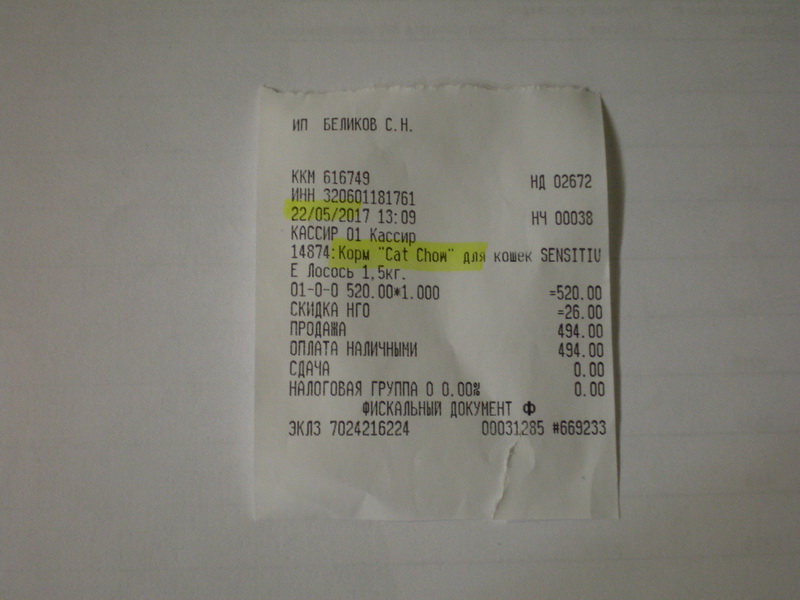 ИП БЕЛИКОВ С.Н.
ККМ 616749 НД 02672
ИНН 320601181761
22/05/2017 13:09 НЧ 00038
КАССИР 01 Кассир
14874:Корм "Cat Chow" для кошек SENSITIV
E Лосось 1,5кг.
01-0-0 520.00*1.000 =520.00
СКИДКА НГО =26.00
ПРОДАЖА 494.00
ОПЛАТА НАЛИЧНЫМИ 494.00
СДАЧА 0.00
НАЛОГОВАЯ ГРУППА 0 0.00% 0.00
ФИСКАЛЬНЫЙ ДОКУМЕНТ Ф
ЭКЛЗ 7024216224 00031285 #669233